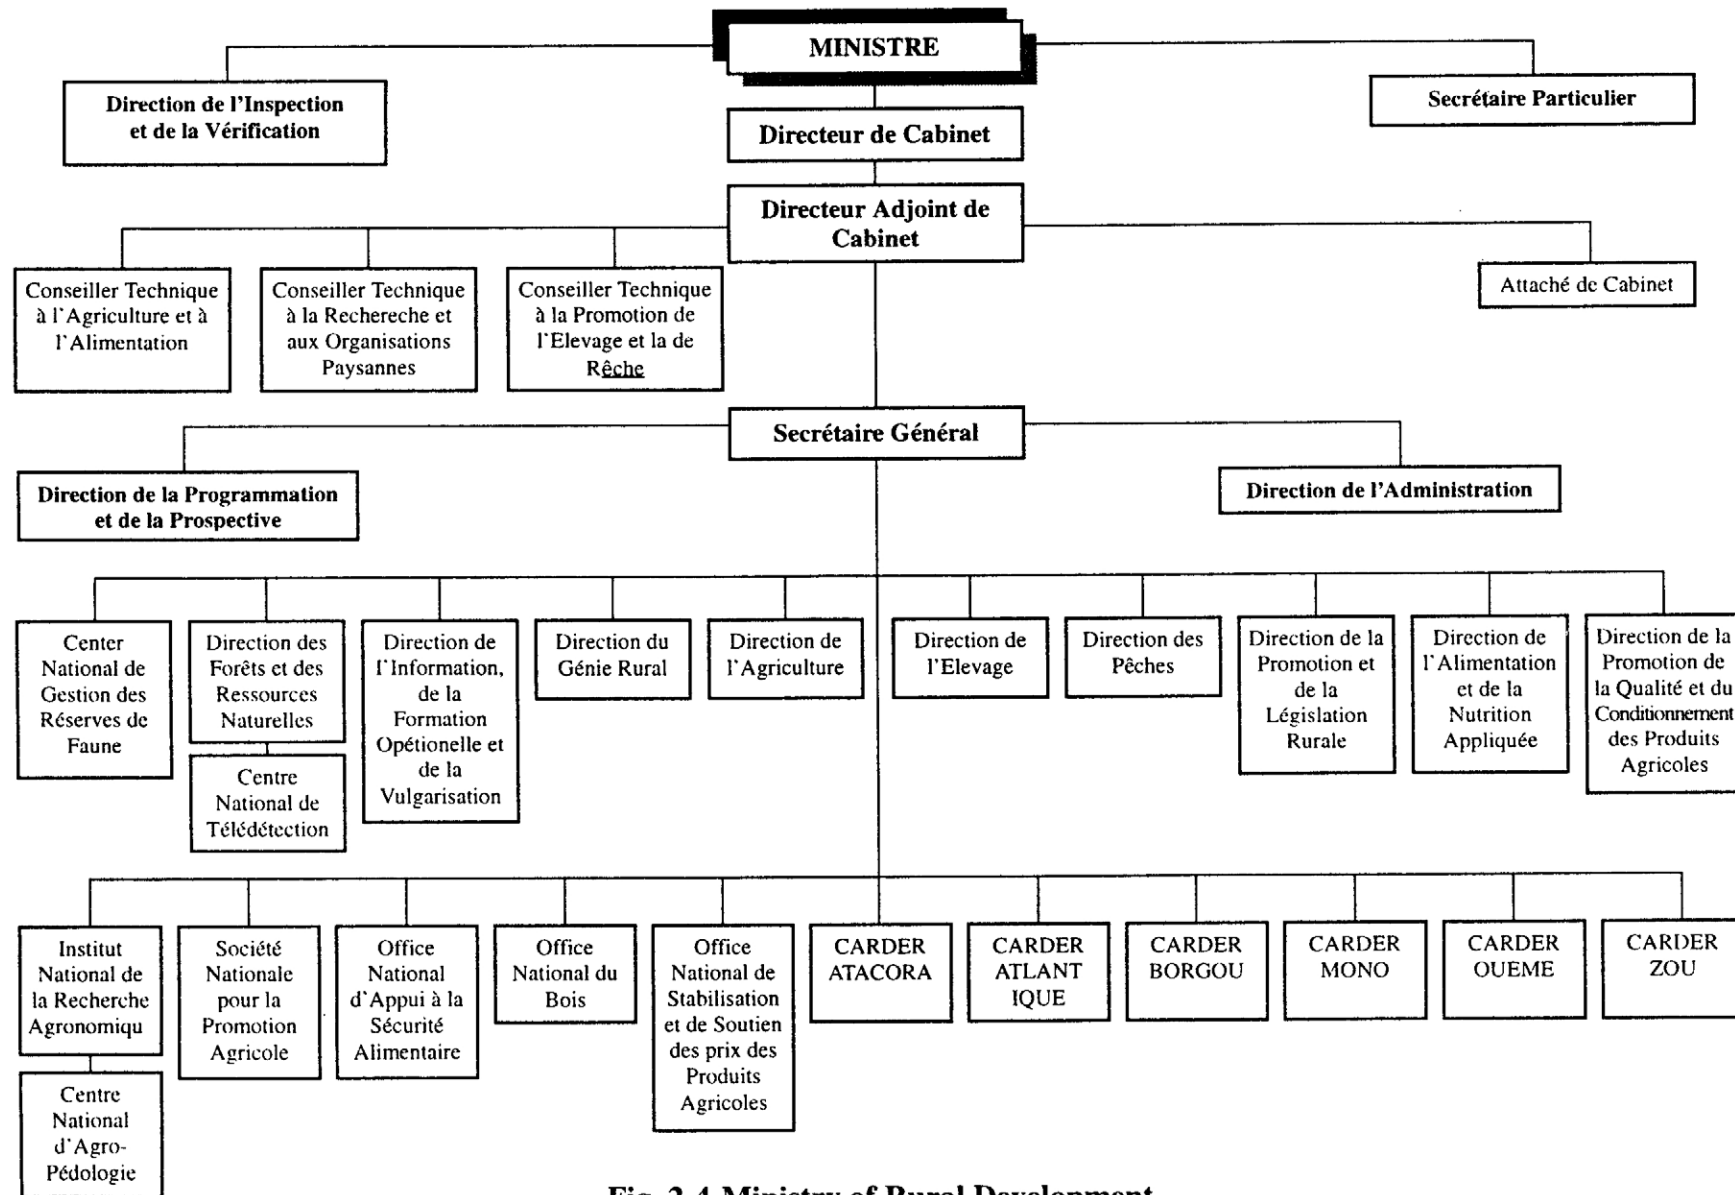 MINISTRE
Direction de l'Inspection
et de la Vérification
Secrétaire Particulier
Directeur de Cabinet
Directeur Adjoint de
Cabinet
Conseiller Technique
à l'Agriculture et à
l'Alimentation
Conseiller Technique
à la Rechereche et
aux Organisations
Paysannes
Conseiller Technique
à la Promotion de
l'Elevage et la de
Rêche
Attaché de Cabinet
Secrétaire Général
Direction de la Programmation
et de la Prospective
Direction de l'Administration
Center
National de
Gestion des
Réserves de
Faune
Direction des
Forêts et des
Ressources
Naturelles
Centre
National de
Télédétection
Direction de
l'Information,
de la
Formation
Opétionelle et
de la
Vulgarisation
Direction du
Génie Rural
Direction de
l'Agriculture
Direction de
l'Elevage
Direction des
Pêches
Direction de la
Promotion et
de la
Législation
Rurale
Direction de
l'Alimentation
et de la
Nutrition
Appliquée
Direction de la
Promotion de
la Qualité et du
Conditionnement
des Produits
Agricoles
Institut
National de
la Recherche
Agronomiqu
Centre
National
d'Agro-
Pédologie
Société
Nationale
pour la
Promotion
Agricole
Office
National
d'Appui à la
Sécurité
Alimentaire
Office
National du
Bois
Office
National de
Stabilisation
et de Soutien
des prix des
Produits
Agricoles
CARDER
ATACORA
CARDER
ATLANT
IQUE
CARDER
BORGOU
CARDER
MONO
CARDER
OUEME
CARDER
ZOU
Fig. 2-4 Ministry of Rural Development